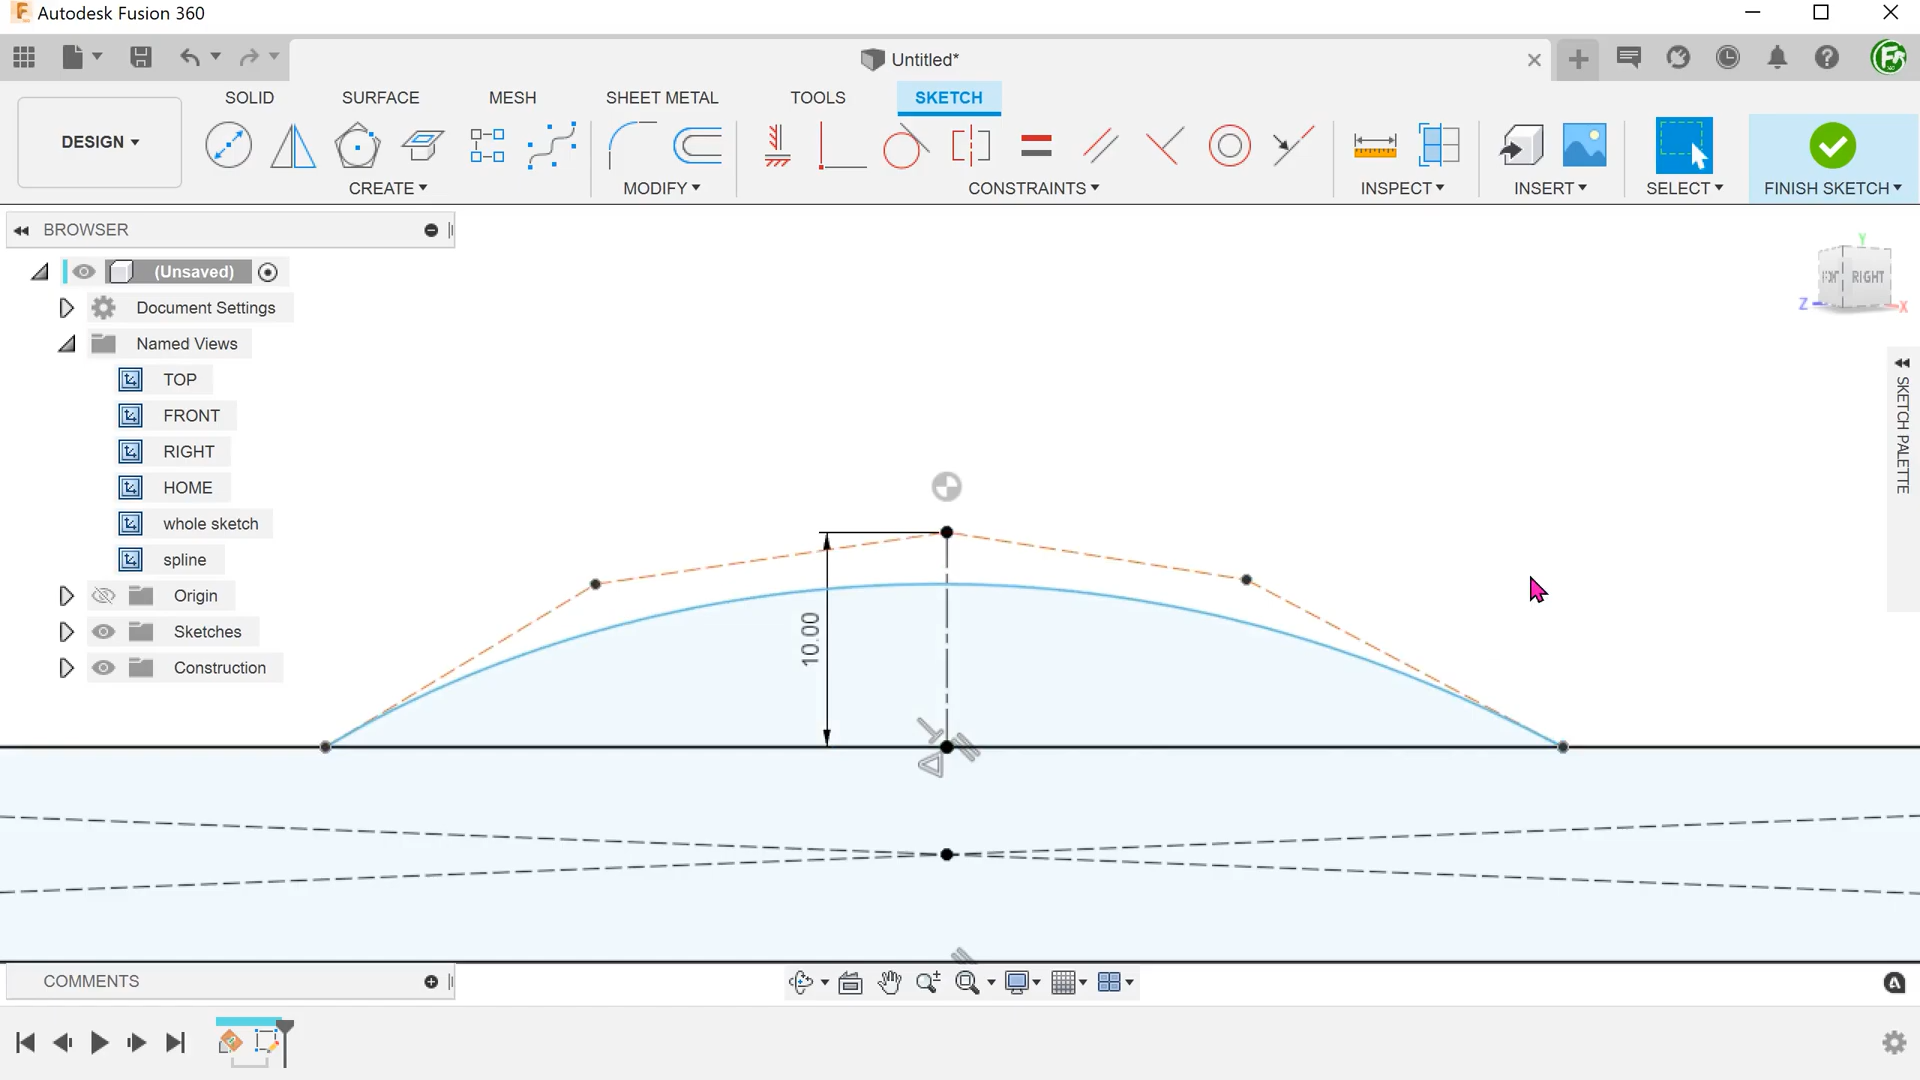 Autodesk Fusion 360
Untitled*
SOLID
SURFACE
MESH
SHEET METAL
TOOLS
SKETCH
DESIGN
CREATE
MODIFY
CONSTRAINTS
INSPECT
INSERT
SELECT
FINISH SKETCH
BROWSER
(Unsaved)
Document Settings
Named Views
TOP
FRONT
RIGHT
HOME
whole sketch
spline
Origin
Sketches
Construction
Y
RIGHT
Z
X
SKETCH PALETTE
10.00
COMMENTS